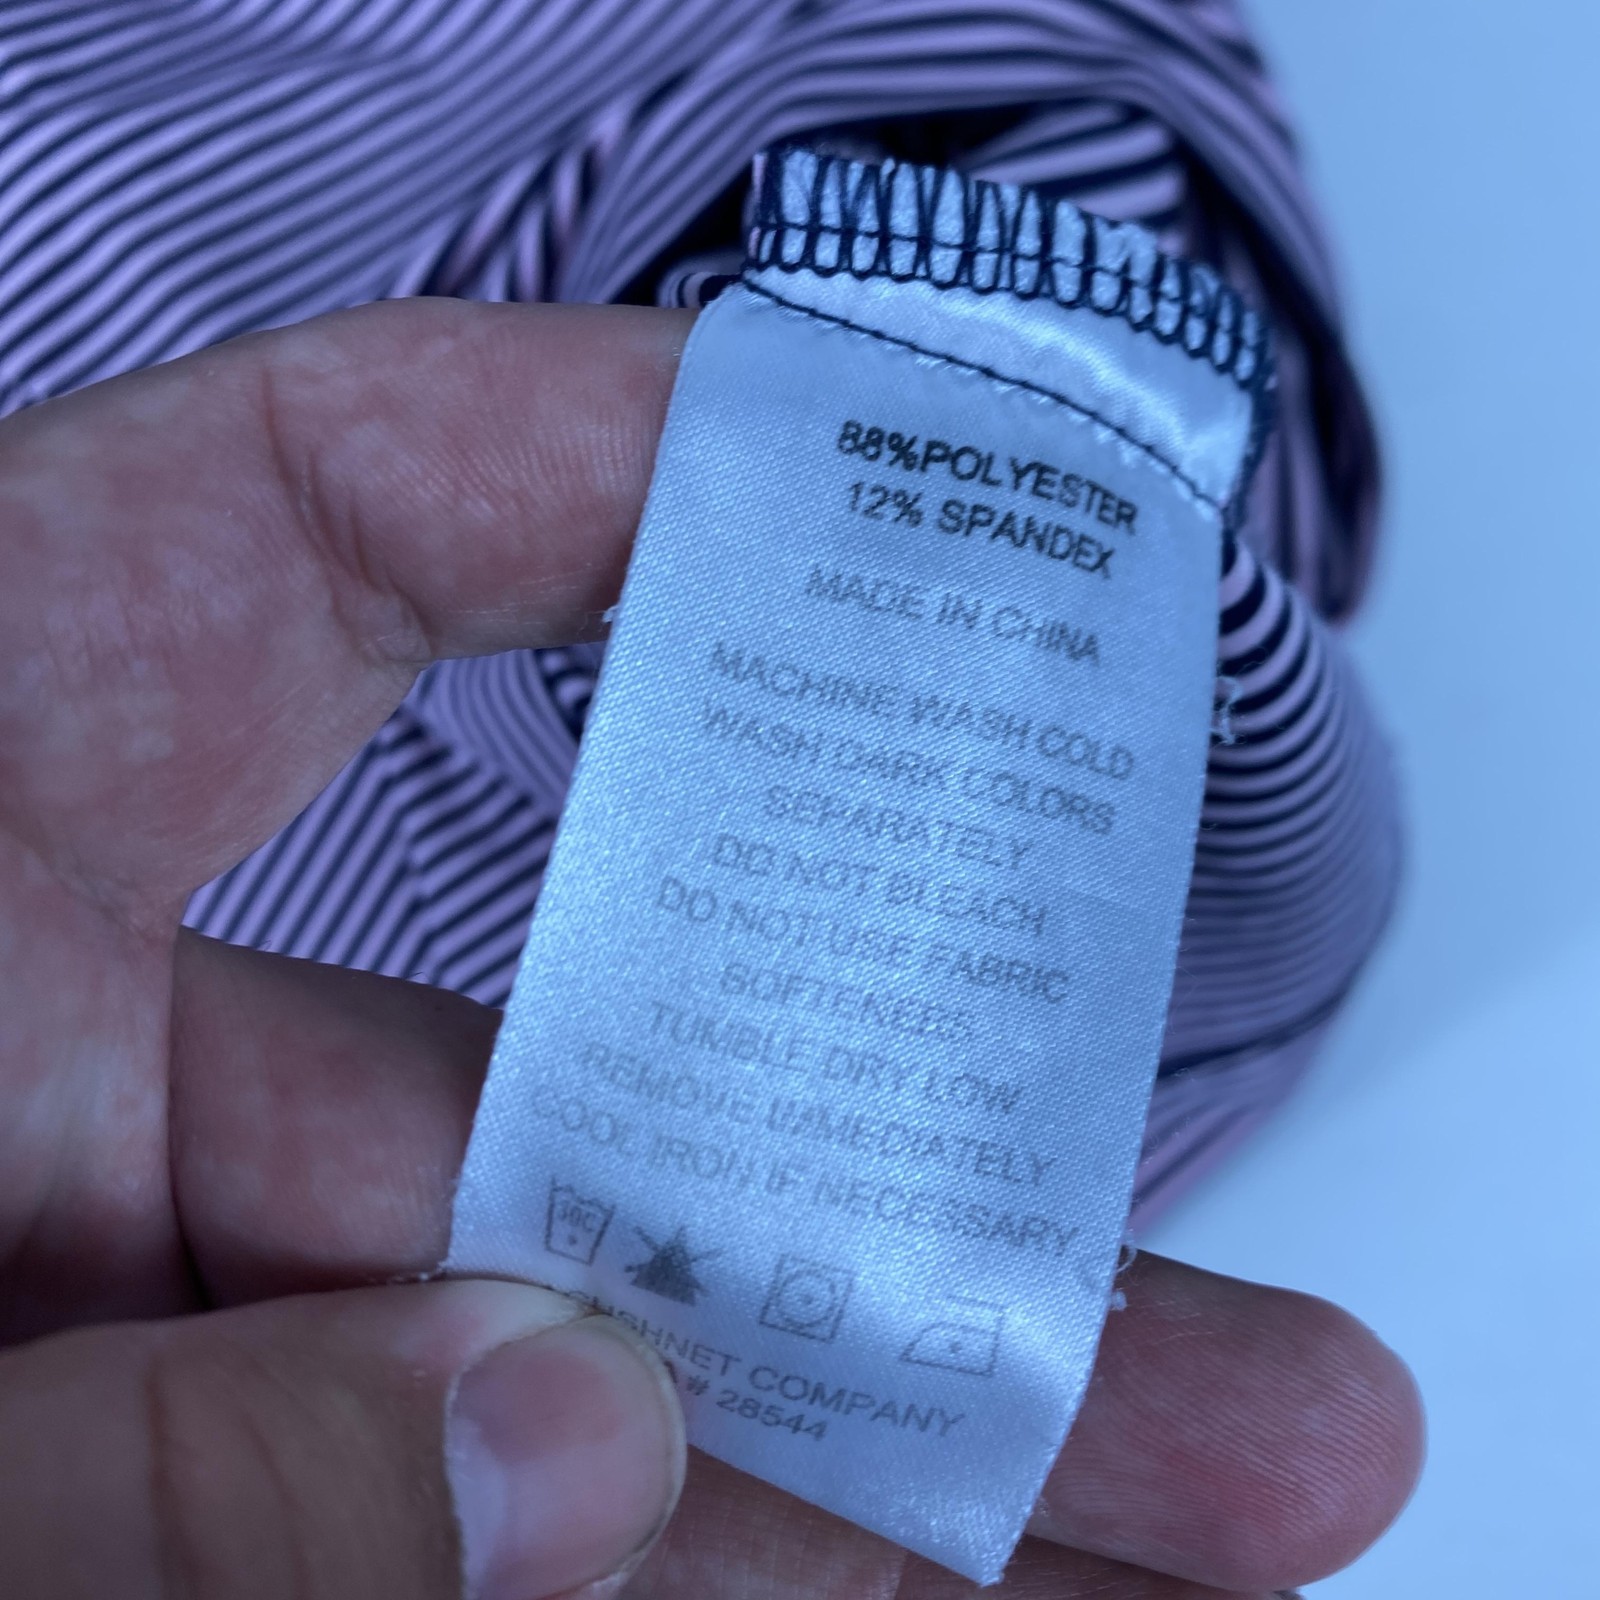 88%POLYESTER
12% SPANDEX
MADE IN CHINA
MACHINE WASH COLD
WASH DARK COLORS
SEPARATELY
DO NOT BLEACH
DO NOT USE FABRIC
SOFTENERS
TUMBLE DRY LOW
REMOVE IMMEDIATELY
COOL IRON IF NECESSARY
30C
CUSHNET COMPANY
# 28544